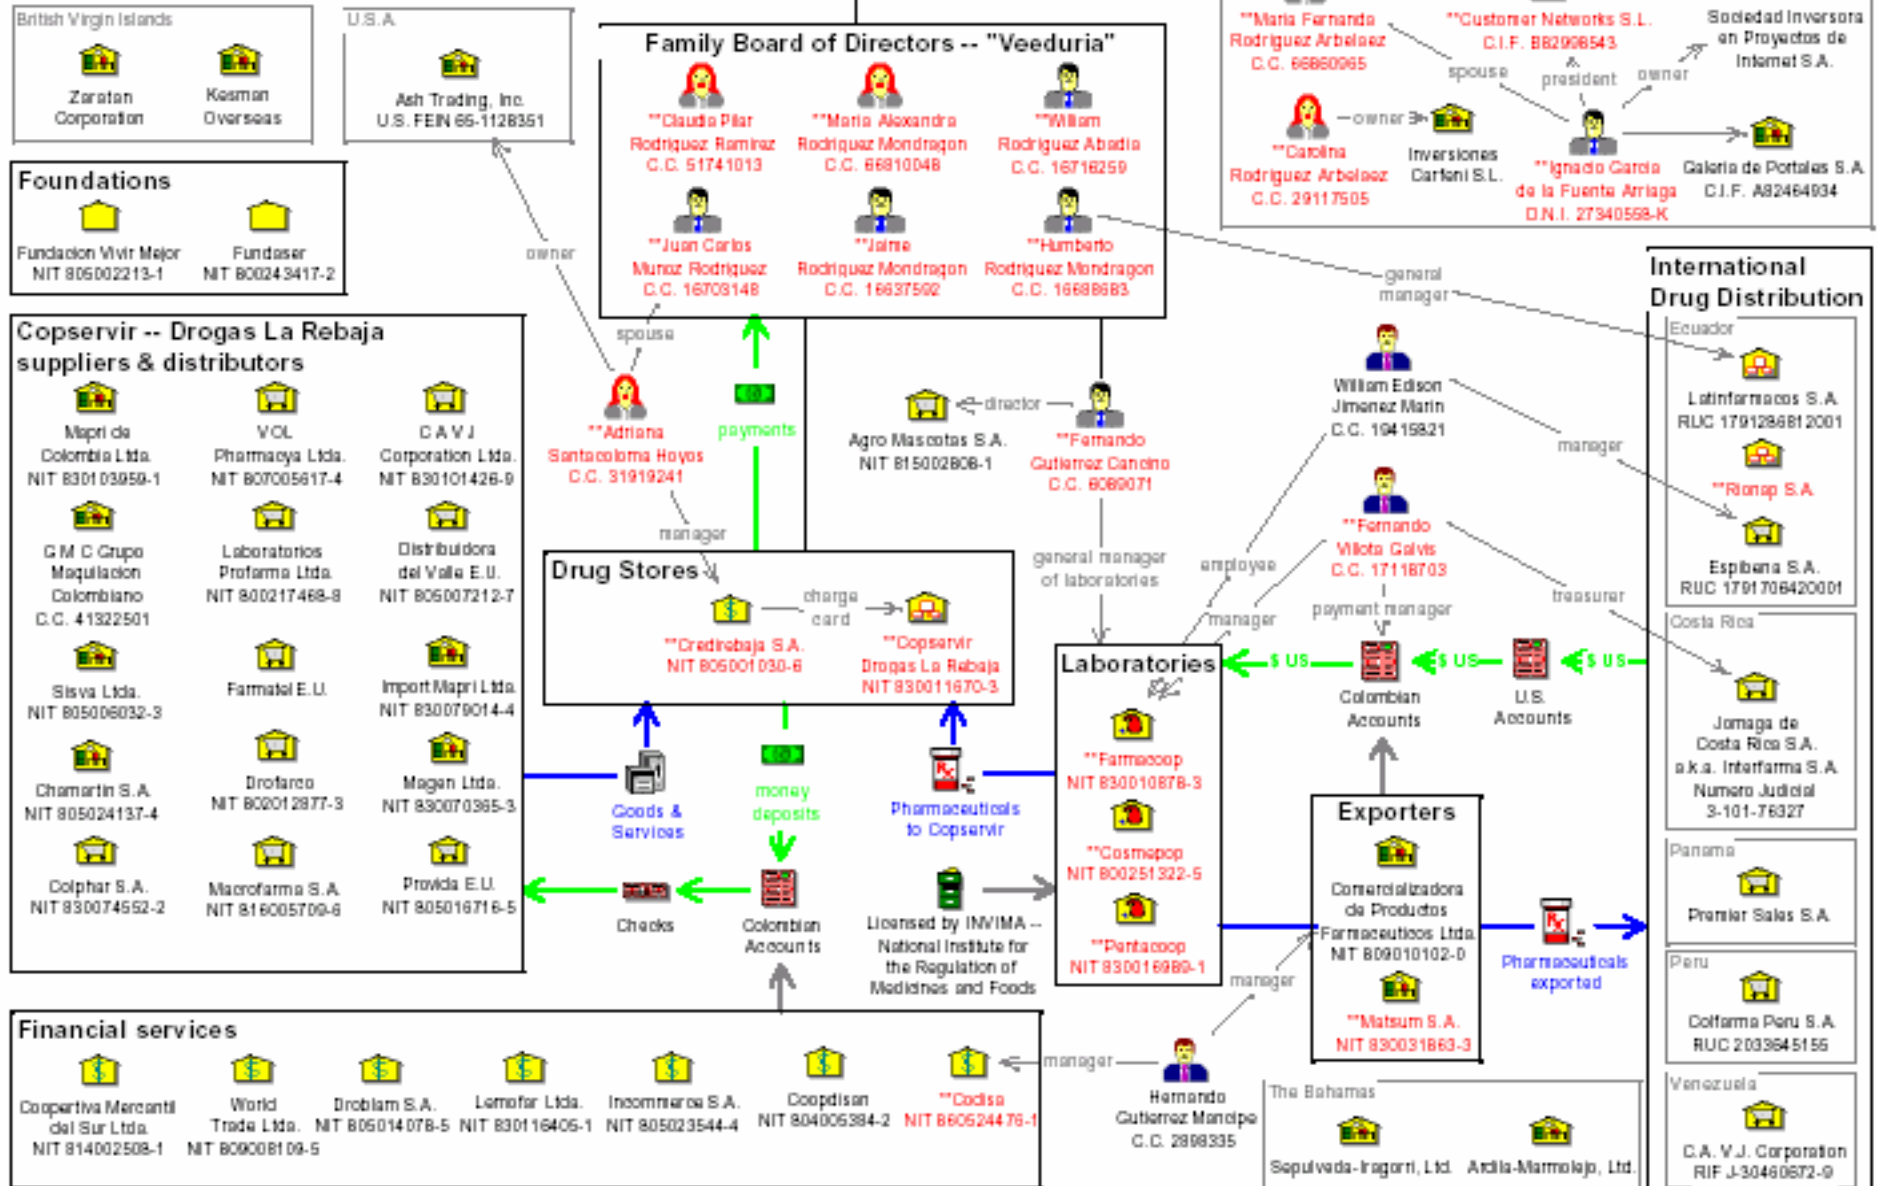 British Virgin Islands
Zaratan
Corporation
Kesman
Overseas
U.S.A.
Ash Trading, Inc.
U.S. FEIN 65-1128351
Family Board of Directors -- "Veeduria"
**Claudia Pilar
Rodriguez Ramirez
C.C. 51741013
**Maria Alexandra
Rodriguez Mondragon
C.C. 66810048
**William
Rodriguez Abadia
C.C. 16716259
**Juan Carlos
Munoz Rodriguez
C.C. 16703148
**Jaime
Rodriguez Mondragon
C.C. 16637592
**Humberto
Rodriguez Mondragon
C.C. 16688683
**Maria Fernanda
Rodriguez Arbelaez
C.C. 66860965
**Customer Networks S.L.
C.I.F. B82998543
Sociedad Inversora
en Proyectos de
Internet S.A.
spouse
president
owner
**Carolina
Rodriguez Arbelaez
C.C. 29117505
owner
Inversiones
Carfeni S.L.
**Ignacio Garcia
de la Fuente Arriaga
D.N.I. 27340558-K
Galeria de Portales S.A.
C.I.F. A82464934
Foundations
Fundacion Vivir Mejor
NIT 805002213-1
Fundaser
NIT 800243417-2
owner
spouse
general
manager
Copservir -- Drogas La Rebaja
suppliers & distributors
Mapri de
Colombia Ltda.
NIT 830103959-1
VOL
Pharmacya Ltda.
NIT 807005617-4
C A V J
Corporation Ltda.
NIT 830101426-9
G M C Grupo
Maquilacion
Colombiano
C.C. 41322501
Laboratorios
Profarma Ltda.
NIT 800217468-8
Distribuidora
del Valle E.U.
NIT 805007212-7
Sisva Ltda.
NIT 805006032-3
Farmatel E.U.
Import Mapri Ltda.
NIT 830079014-4
Chamartin S.A.
NIT 805024137-4
Drofarco
NIT 802012877-3
Magen Ltda.
NIT 830070365-3
Colphar S.A.
NIT 830074552-2
Macrofarma S.A.
NIT 816005709-6
Provida E.U.
NIT 805016716-5
**Adriana
Santacoloma Hoyos
C.C. 31919241
manager
payments
Agro Mascotas S.A.
NIT 815002808-1
director
**Fernando
Gutierrez Cancino
C.C. 6089071
general manager
of laboratories
William Edison
Jimenez Marin
C.C. 19415821
employee
manager
**Fernando
Villota Galvis
C.C. 17118703
manager
payment manager
treasurer
Drug Stores
**Credirebaja S.A.
NIT 805001030-6
charge
card
**Copservir
Drogas La Rebaja
NIT 830011670-3
Goods &
Services
money
deposits
Pharmaceuticals
to Copservir
Checks
Colombian
Accounts
Licensed by INVIMA --
National Institute for
the Regulation of
Medicines and Foods
Laboratories
**Farmacoop
NIT 830010878-3
**Cosmepop
NIT 800251322-5
**Pentacoop
NIT 830016989-1
$ US
Colombian
Accounts
$ US
U.S.
Accounts
$ US
Exporters
Comercializadora
de Productos
Farmaceuticos Ltda.
NIT 809010102-0
**Matsum S.A.
NIT 830031863-3
Pharmaceuticals
exported
International
Drug Distribution
Ecuador
Latinfarmacos S.A.
RUC 1791286812001
**Rionap S.A.
Espibena S.A.
RUC 1791706420001
Costa Rica
Jomaga de
Costa Rica S.A.
a.k.a. Interfarma S.A.
Numero Judicial
3-101-76327
Panama
Premier Sales S.A.
Peru
Colfarma Peru S.A.
RUC 2033645155
Venezuela
C.A. V.J. Corporation
RIF J-30460672-9
Financial services
Coopertiva Mercantil
del Sur Ltda.
NIT 814002508-1
World
Trade Ltda.
NIT 809008109-5
Droblam S.A.
NIT 805014078-5
Lemofar Ltda.
NIT 830116405-1
Incommerce S.A.
NIT 805023544-4
Coopdisan
NIT 804005384-2
**Codisa
NIT 860524476-1
manager
manager
Hernando
Gutierrez Mancipe
C.C. 2898335
The Bahamas
Sepulveda-Iragorri, Ltd.
Ardila-Marmolejo, Ltd.